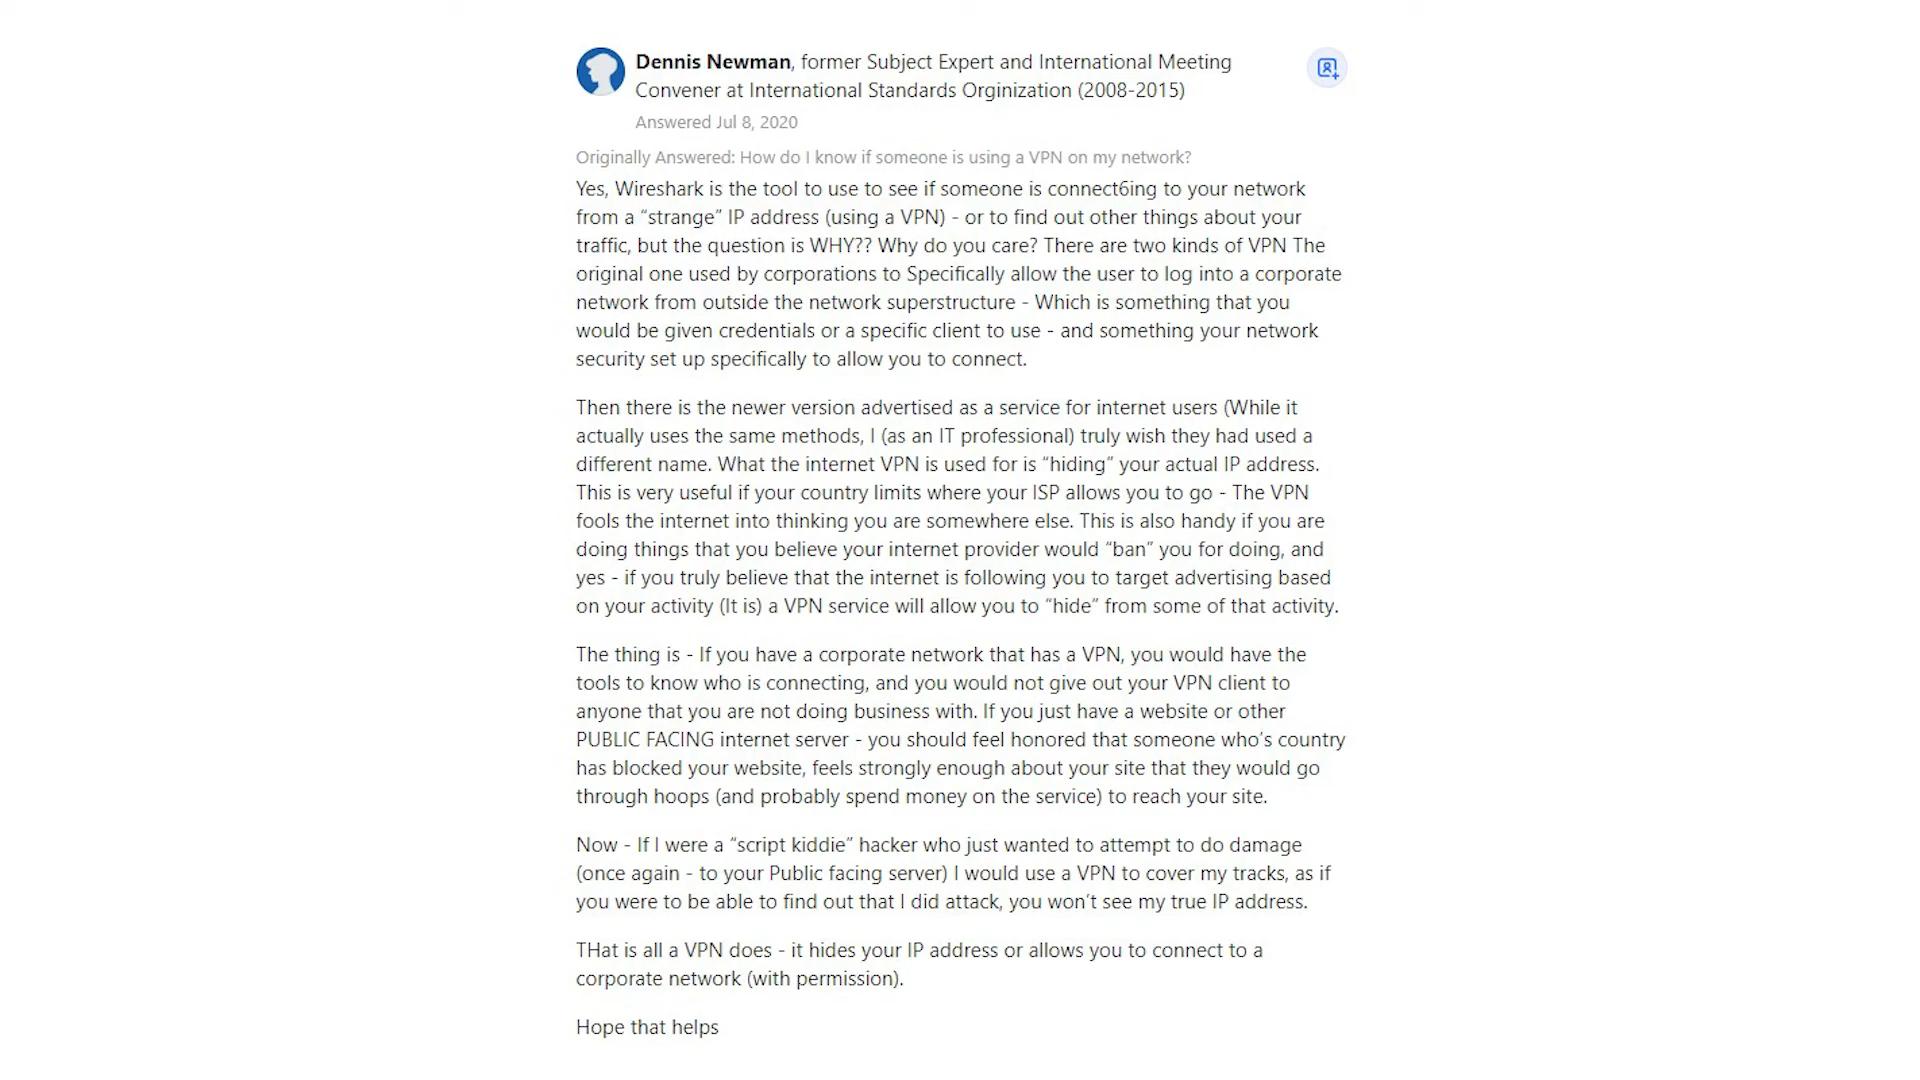 Dennis Newman, former Subject Expert and International Meeting
Convener at International Standards Orginization (2008-2015)
Answered Jul 8, 2020
Originally Answered: How do I know if someone is using a VPN on my network?
Yes, Wireshark is the tool to use to see if someone is connect6ing to your network
from a “strange” IP address (using a VPN) - or to find out other things about your
traffic, but the question is WHY?? Why do you care? There are two kinds of VPN The
original one used by corporations to Specifically allow the user to log into a corporate
network from outside the network superstructure - Which is something that you
would be given credentials or a specific client to use - and something your network
security set up specifically to allow you to connect.
Then there is the newer version advertised as a service for internet users (While it
actually uses the same methods, I (as an IT professional) truly wish they had used a
different name. What the internet VPN is used for is “hiding” your actual IP address.
This is very useful if your country limits where your ISP allows you to go - The VPN
fools the internet into thinking you are somewhere else. This is also handy if you are
doing things that you believe your internet provider would “ban” you for doing, and
yes - if you truly believe that the internet is following you to target advertising based
on your activity (It is) a VPN service will allow you to “hide” from some of that activity.
The thing is - If you have a corporate network that has a VPN, you would have the
tools to know who is connecting, and you would not give out your VPN client to
anyone that you are not doing business with. If you just have a website or other
PUBLIC FACING internet server - you should feel honored that someone who’s country
has blocked your website, feels strongly enough about your site that they would go
through hoops (and probably spend money on the service) to reach your site.
Now - If I were a “script kiddie” hacker who just wanted to attempt to do damage
(once again - to your Public facing server) I would use a VPN to cover my tracks, as if
you were to be able to find out that I did attack, you won’t see my true IP address.
THat is all a VPN does - it hides your IP address or allows you to connect to a
corporate network (with permission).
Hope that helps